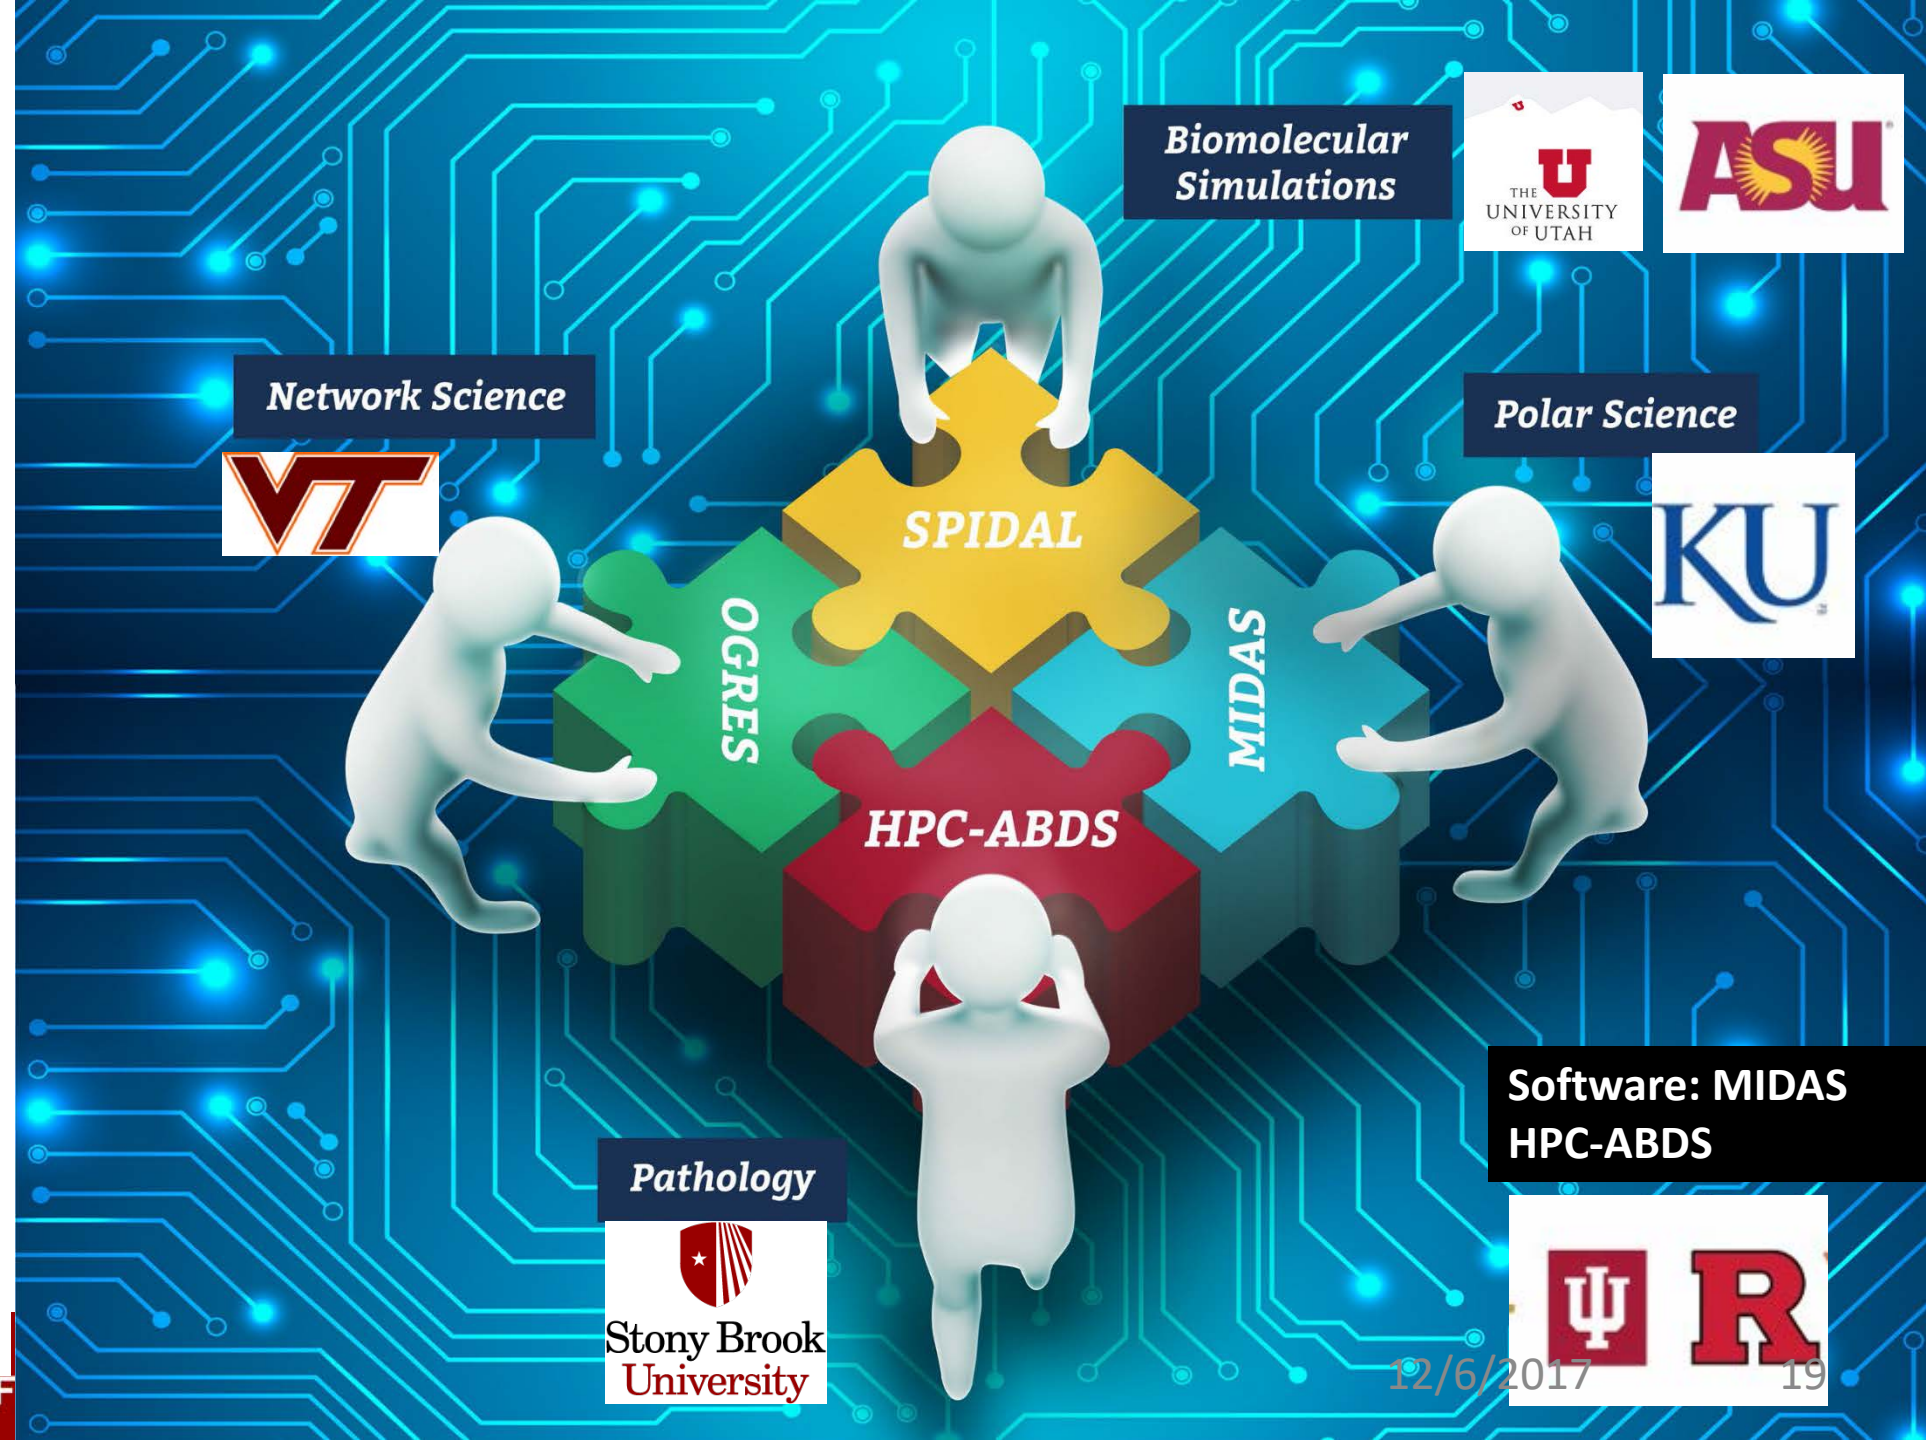 Biomolecular
Simulations
U
THE
UNIVERSITY
OF UTAH
ASU
Network Science
VT
Polar Science
KU
SPIDAL
OGRES
MIDAS
HPC-ABDS
Software: MIDAS
HPC-ABDS
Pathology
Stony Brook
University
R
12/6/2017
19
F